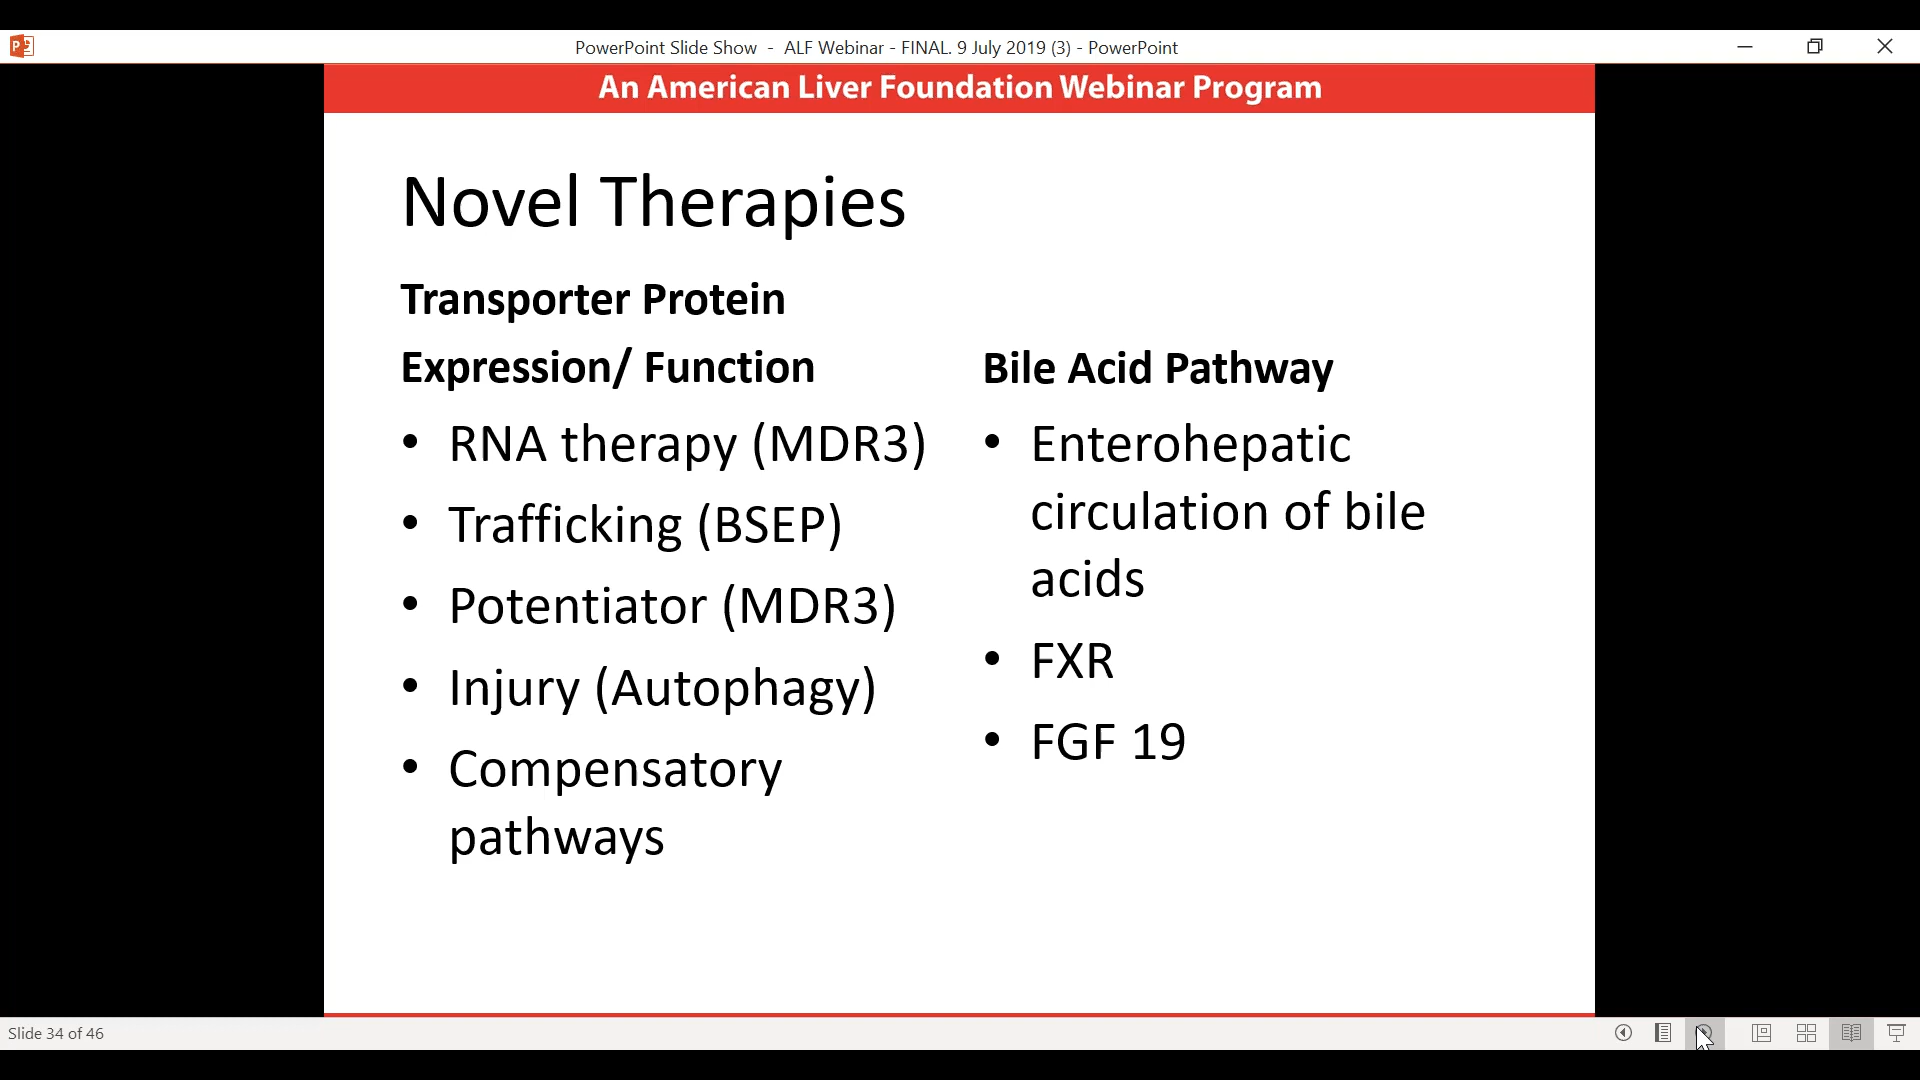 PowerPoint Slide Show - ALF Webinar - FINAL. 9 July 2019 (3) - PowerPoint
An American Liver Foundation Webinar Program
Novel Therapies
Transporter Protein
Expression/ Function
• RNA therapy (MDR3)
• Trafficking (BSEP)
• Potentiator (MDR3)
• Injury (Autophagy)
• Compensatory
pathways
Bile Acid Pathway
• Enterohepatic
circulation of bile
acids
• FXR
• FGF 19
Slide 34 of 46